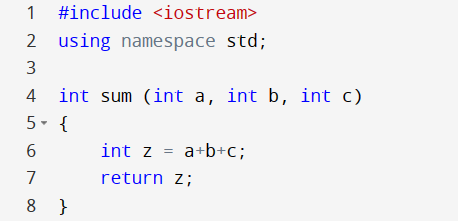 1 #include <iostream>
2 using namespace std;
3
4 int sum (int a, int b, int c)
5 {
6     int z = a+b+c;
7     return z;
8 }